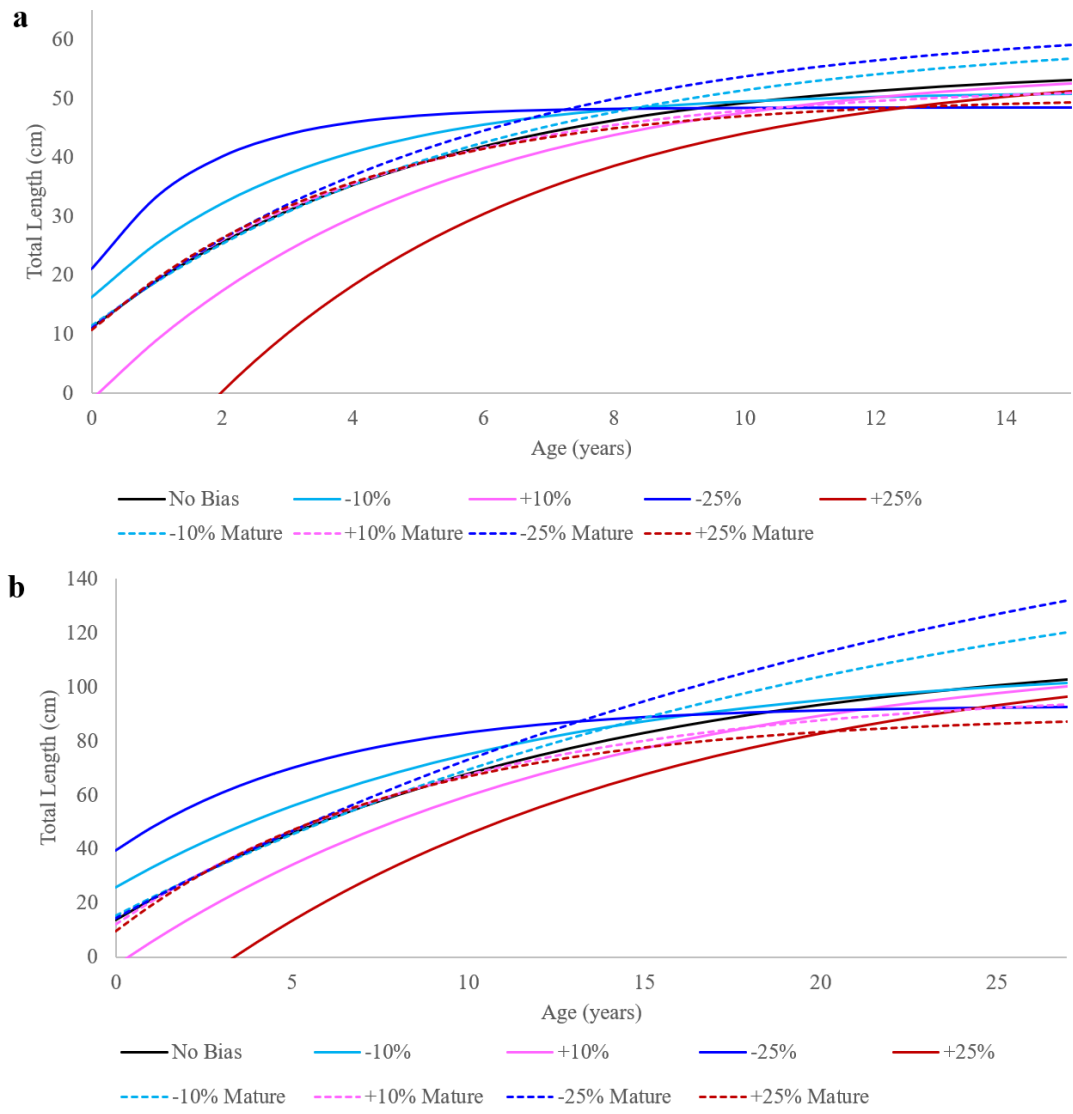 a
60
50
40
30
20
10
0
Total Length (cm)
0 2 4 6 8 10 12 14
Age (years)
No Bias -10% +10% -25% +25%
-10% Mature +10% Mature -25% Mature +25% Mature
b
140
120
100
80
60
40
20
0
Total Length (cm)
0 5 10 15 20 25
Age (years)
No Bias -10% +10% -25% +25%
-10% Mature +10% Mature -25% Mature +25% Mature